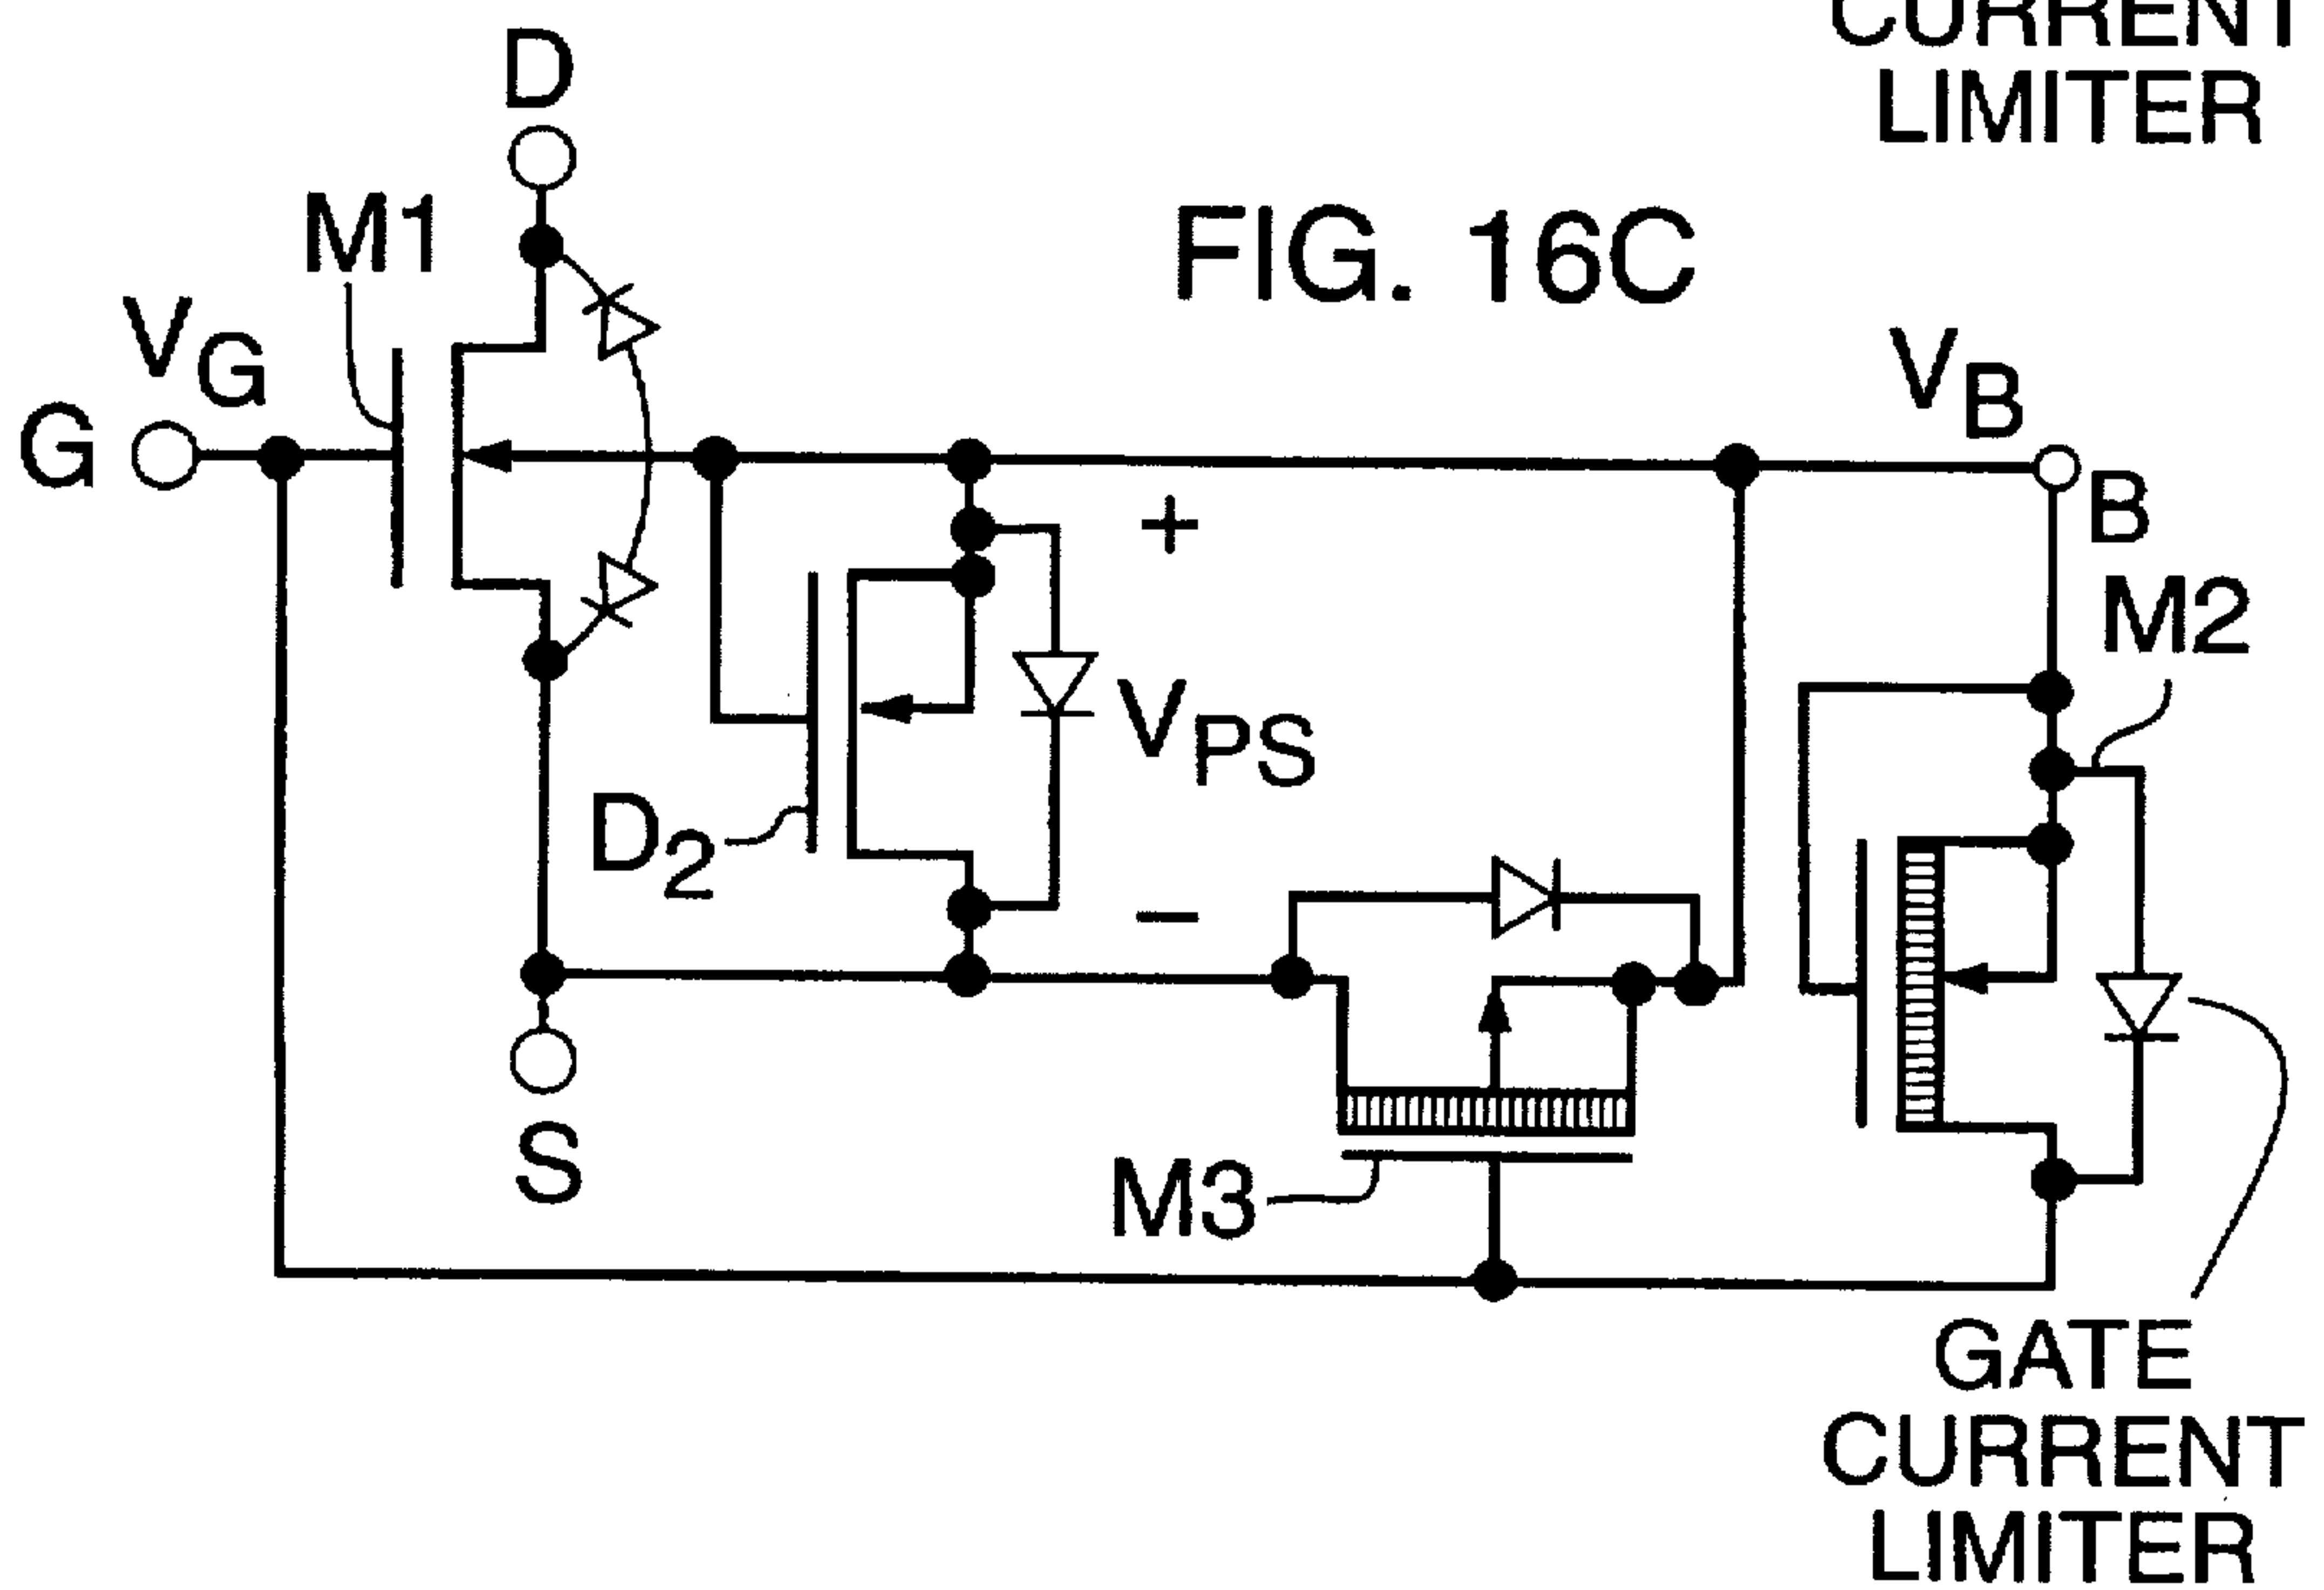 CURRENT
LIMITER
D
M1
FIG. 16C
VG
G
VB
B
+
M2
VPS
D2
−
S
M3
GATE
CURRENT
LIMITER